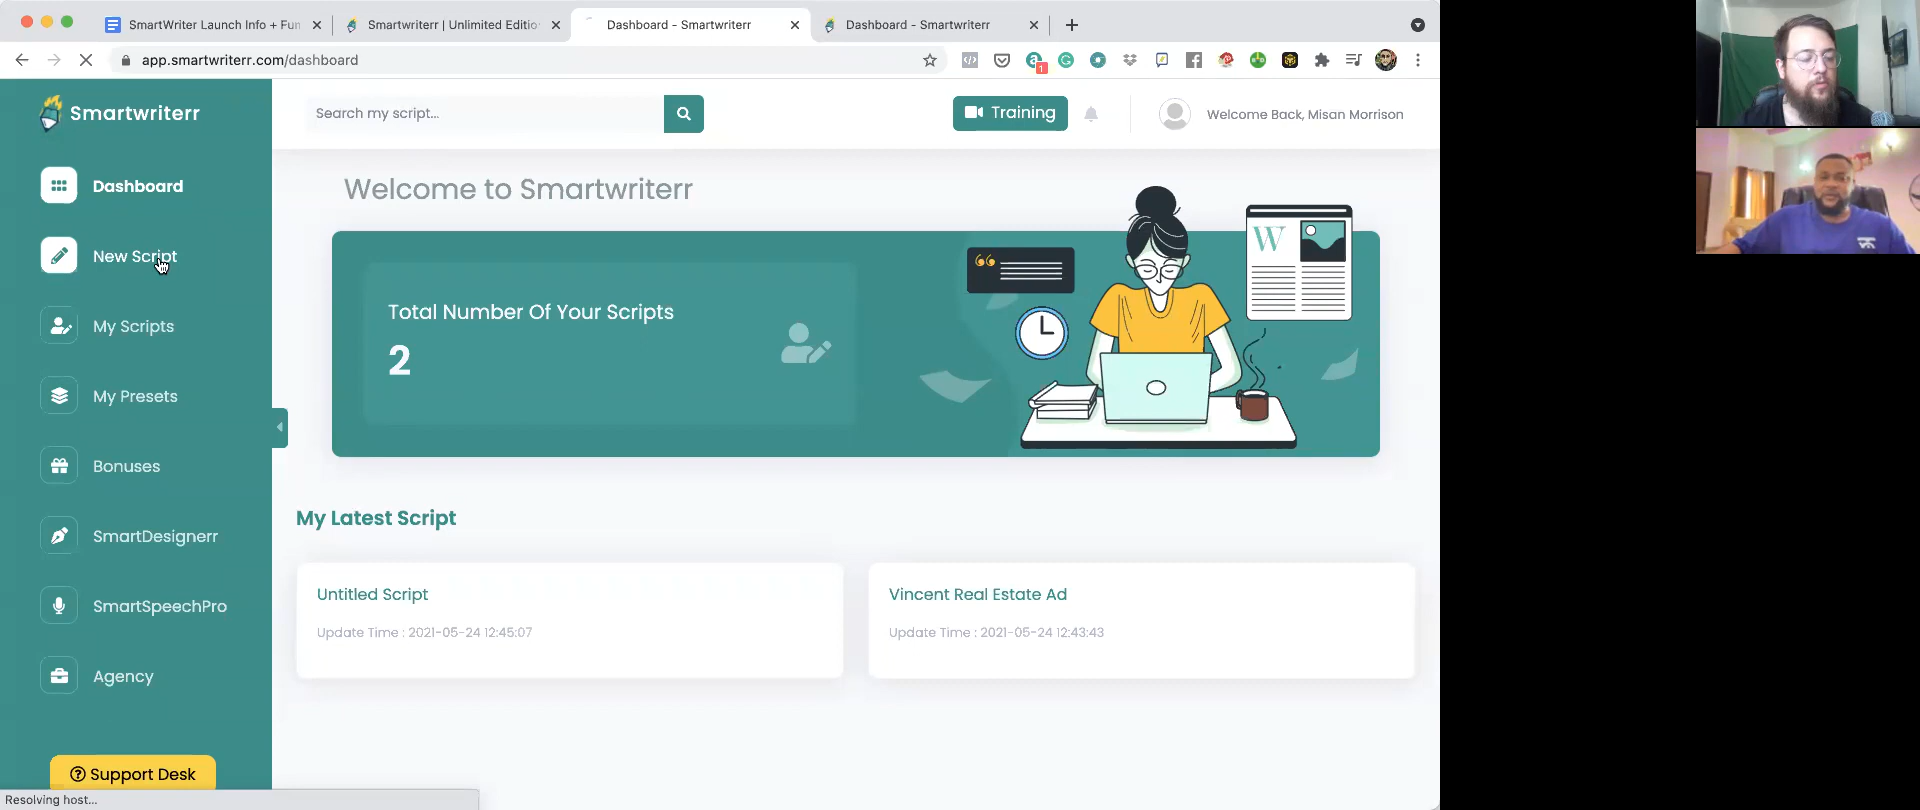 SmartWriter Launch Info + Fun
Smartwriterr | Unlimited Editio
Dashboard - Smartwriterr
Dashboard - Smartwriterr
app.smartwriterr.com/dashboard
1
Smartwriterr
Search my script...
Training
Welcome Back, Misan Morrison
Dashboard
New Script
My Scripts
My Presets
Bonuses
SmartDesignerr
SmartSpeechPro
Agency
Support Desk
Welcome to Smartwriterr
Total Number Of Your Scripts
2
W
My Latest Script
Untitled Script
Update Time : 2021-05-24 12:45:07
Vincent Real Estate Ad
Update Time : 2021-05-24 12:43:43
Resolving host...